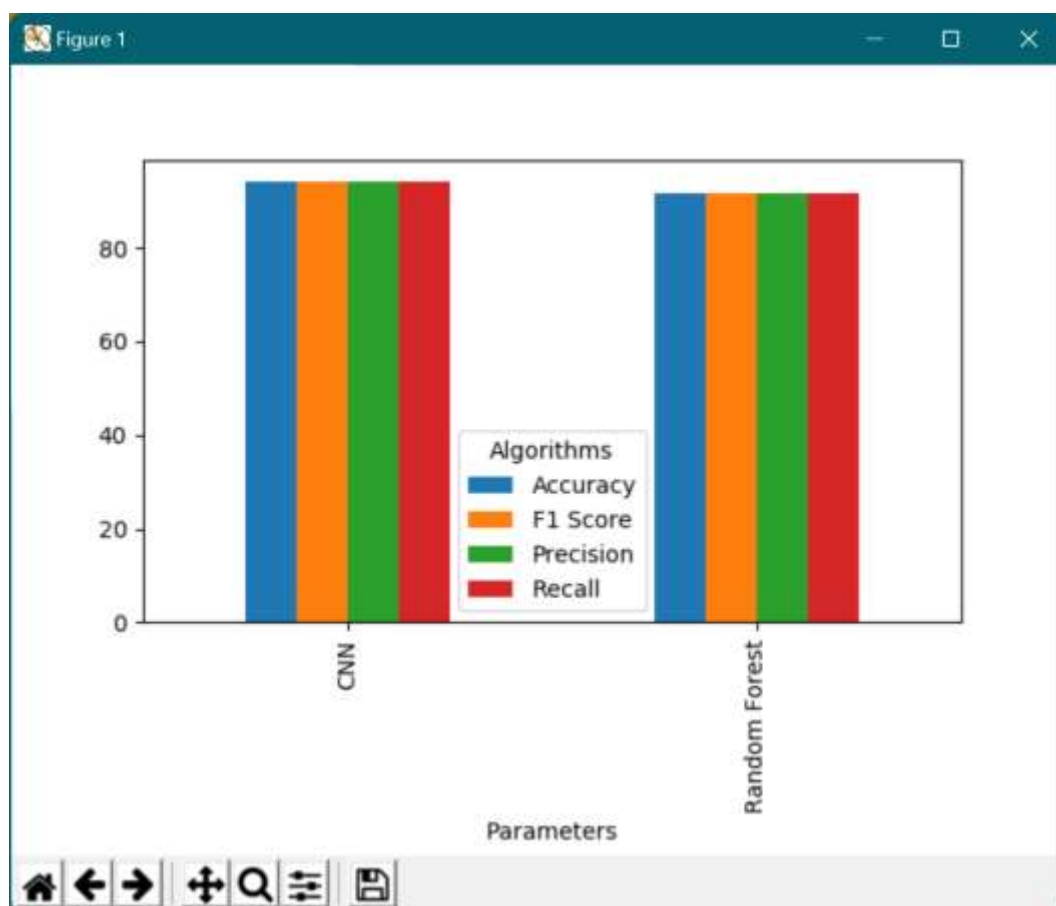 Figure 1
80
60
40
20
0
Algorithms
Accuracy
F1 Score
Precision
Recall
CNN
Random Forest
Parameters